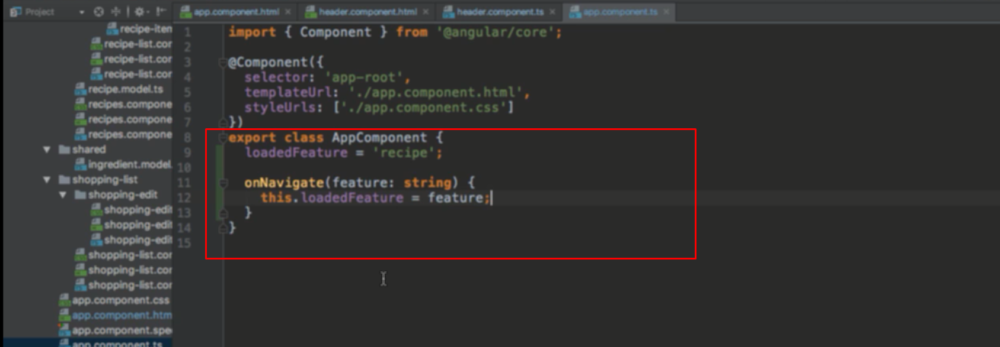 Project
app.component.html
header.component.html
header.component.ts
app.component.ts
recipe-item
recipe-list.cor
recipe-list.cor
recipe-list.cor
recipe.model.ts
recipes.compone
recipes.compone
recipes.compone
shared
ingredient.model.
shopping-list
shopping-edit
shopping-edit
shopping-edit
shopping-edit
shopping-list.cor
shopping-list.cor
shopping-list.cor
app.component.css
app.component.htm
app.component.spe
app.component.ts
1 import { Component } from '@angular/core';
2
3 @Component({
4 selector: 'app-root',
5 templateUrl: './app.component.html',
6 styleUrls: ['./app.component.css']
7 })
8 export class AppComponent {
9 loadedFeature = 'recipe';
10
11 onNavigate(feature: string) {
12 this.loadedFeature = feature;
13 }
14 }
15